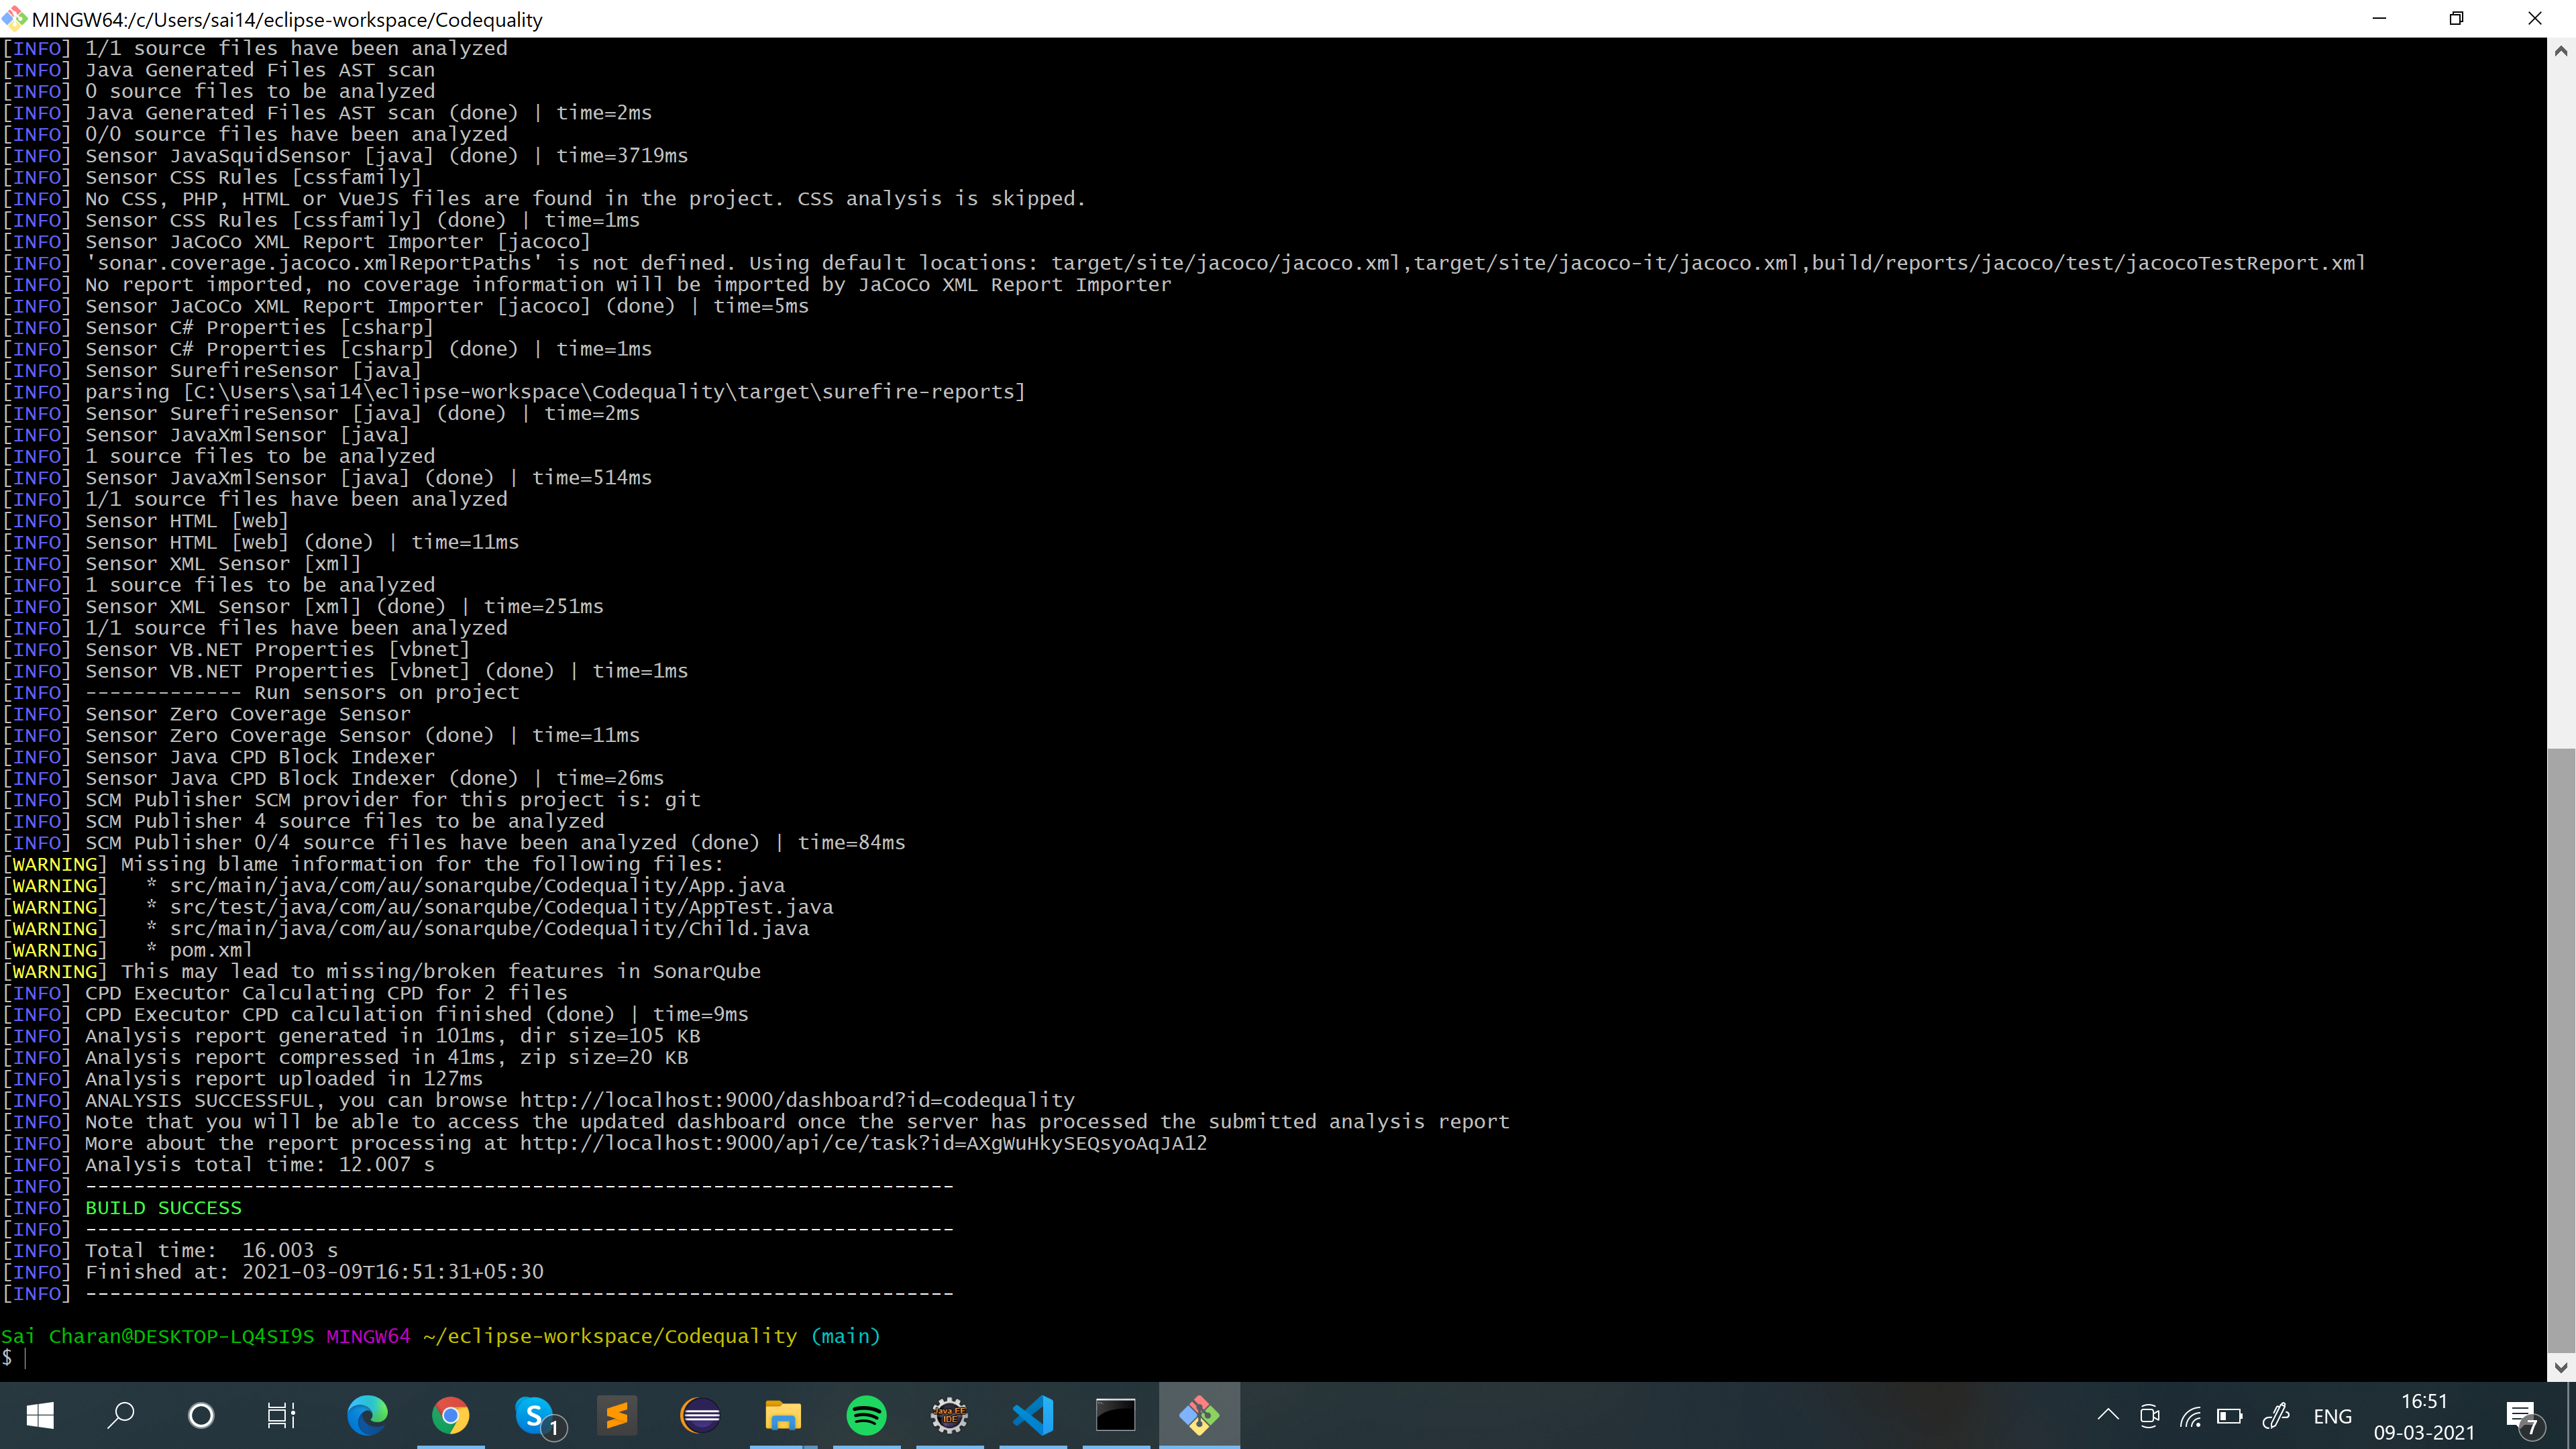 MINGW64:/c/Users/sai14/eclipse-workspace/Codequality
[INFO] 1/1 source files have been analyzed
[INFO] Java Generated Files AST scan
[INFO] 0 source files to be analyzed
[INFO] Java Generated Files AST scan (done) | time=2ms
[INFO] 0/0 source files have been analyzed
[INFO] Sensor JavaSquidSensor [java] (done) | time=3719ms
[INFO] Sensor CSS Rules [cssfamily]
[INFO] No CSS, PHP, HTML or VueJS files are found in the project. CSS analysis is skipped.
[INFO] Sensor CSS Rules [cssfamily] (done) | time=1ms
[INFO] Sensor JaCoCo XML Report Importer [jacoco]
[INFO] 'sonar.coverage.jacoco.xmlReportPaths' is not defined. Using default locations: target/site/jacoco/jacoco.xml,target/site/jacoco-it/jacoco.xml,build/reports/jacoco/test/jacocoTestReport.xml
[INFO] No report imported, no coverage information will be imported by JaCoCo XML Report Importer
[INFO] Sensor JaCoCo XML Report Importer [jacoco] (done) | time=5ms
[INFO] Sensor C# Properties [csharp]
[INFO] Sensor C# Properties [csharp] (done) | time=1ms
[INFO] Sensor SurefireSensor [java]
[INFO] parsing [C:\Users\sai14\eclipse-workspace\Codequality\target\surefire-reports]
[INFO] Sensor SurefireSensor [java] (done) | time=2ms
[INFO] Sensor JavaXmlSensor [java]
[INFO] 1 source files to be analyzed
[INFO] Sensor JavaXmlSensor [java] (done) | time=514ms
[INFO] 1/1 source files have been analyzed
[INFO] Sensor HTML [web]
[INFO] Sensor HTML [web] (done) | time=11ms
[INFO] Sensor XML Sensor [xml]
[INFO] 1 source files to be analyzed
[INFO] Sensor XML Sensor [xml] (done) | time=251ms
[INFO] 1/1 source files have been analyzed
[INFO] Sensor VB.NET Properties [vbnet]
[INFO] Sensor VB.NET Properties [vbnet] (done) | time=1ms
[INFO] ------------- Run sensors on project
[INFO] Sensor Zero Coverage Sensor
[INFO] Sensor Zero Coverage Sensor (done) | time=11ms
[INFO] Sensor Java CPD Block Indexer
[INFO] Sensor Java CPD Block Indexer (done) | time=26ms
[INFO] SCM Publisher SCM provider for this project is: git
[INFO] SCM Publisher 4 source files to be analyzed
[INFO] SCM Publisher 0/4 source files have been analyzed (done) | time=84ms
[WARNING] Missing blame information for the following files:
[WARNING]   * src/main/java/com/au/sonarqube/Codequality/App.java
[WARNING]   * src/test/java/com/au/sonarqube/Codequality/AppTest.java
[WARNING]   * src/main/java/com/au/sonarqube/Codequality/Child.java
[WARNING]   * pom.xml
[WARNING] This may lead to missing/broken features in SonarQube
[INFO] CPD Executor Calculating CPD for 2 files
[INFO] CPD Executor CPD calculation finished (done) | time=9ms
[INFO] Analysis report generated in 101ms, dir size=105 KB
[INFO] Analysis report compressed in 41ms, zip size=20 KB
[INFO] Analysis report uploaded in 127ms
[INFO] ANALYSIS SUCCESSFUL, you can browse http://localhost:9000/dashboard?id=codequality
[INFO] Note that you will be able to access the updated dashboard once the server has processed the submitted analysis report
[INFO] More about the report processing at http://localhost:9000/api/ce/task?id=AXgWuHkySEQsyoAqJA12
[INFO] Analysis total time: 12.007 s
[INFO] ------------------------------------------------------------------------
[INFO] BUILD SUCCESS
[INFO] ------------------------------------------------------------------------
[INFO] Total time:  16.003 s
[INFO] Finished at: 2021-03-09T16:51:31+05:30
[INFO] ------------------------------------------------------------------------
Sai Charan@DESKTOP-LQ4SI9S MINGW64 ~/eclipse-workspace/Codequality (main)
$
S 1
Java EE IDE
ENG
16:51
09-03-2021
7